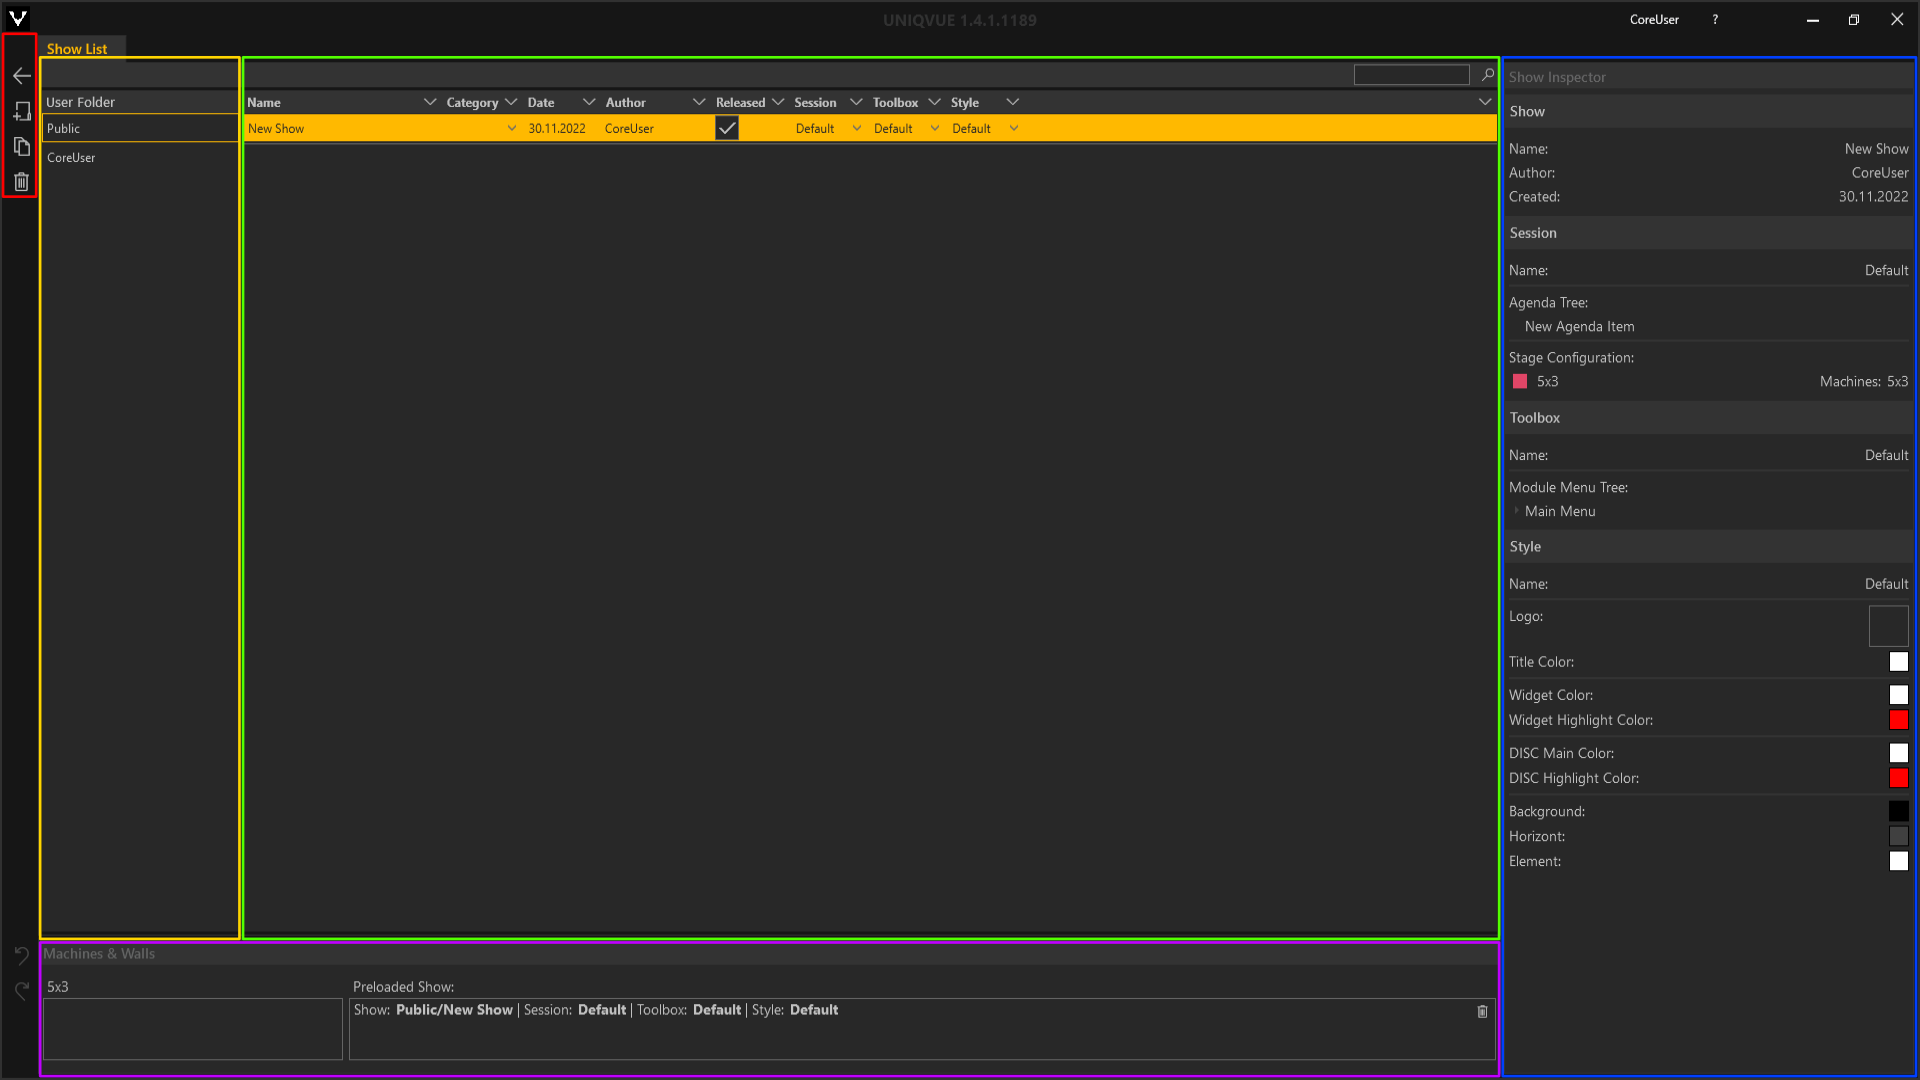 UNIQVUE 1.4.1.1189
CoreUser ?
Show List
User Folder
Public
CoreUser
Name Category Date Author Released Session Toolbox Style
New Show 30.11.2022 CoreUser Default Default Default
Show Inspector
Show
Name: New Show
Author: CoreUser
Created: 30.11.2022
Session
Name: Default
Agenda Tree:
New Agenda Item
Stage Configuration:
5x3 Machines: 5x3
Toolbox
Name: Default
Module Menu Tree:
Main Menu
Style
Name: Default
Logo:
Title Color:
Widget Color:
Widget Highlight Color:
DISC Main Color:
DISC Highlight Color:
Background:
Horizont:
Element:
Machines & Walls
5x3
Preloaded Show:
Show: Public/New Show | Session: Default | Toolbox: Default | Style: Default